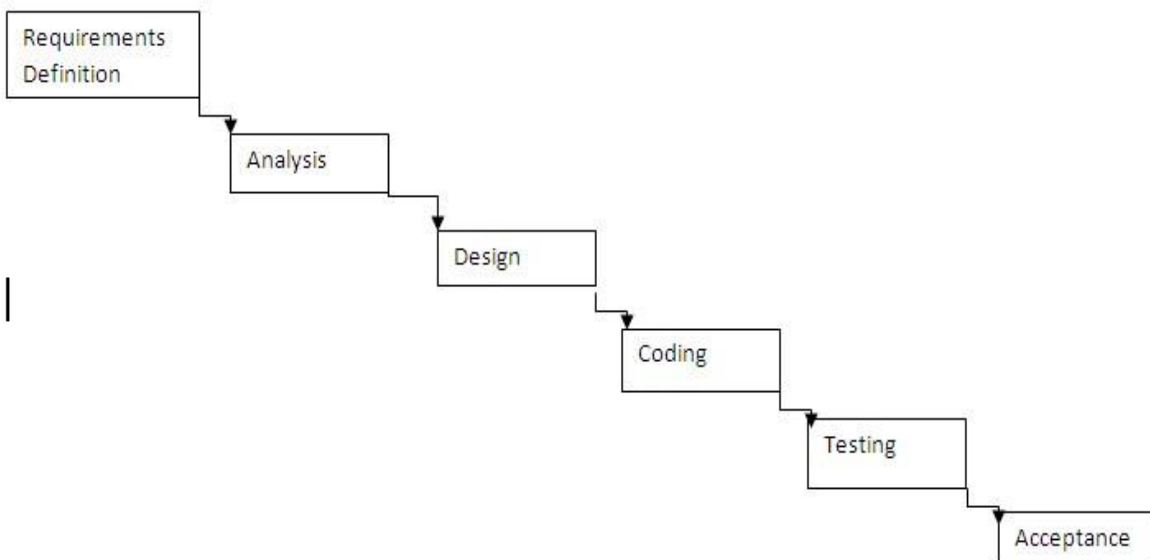 Requirements
Definition
Analysis
Design
Coding
Testing
Acceptance